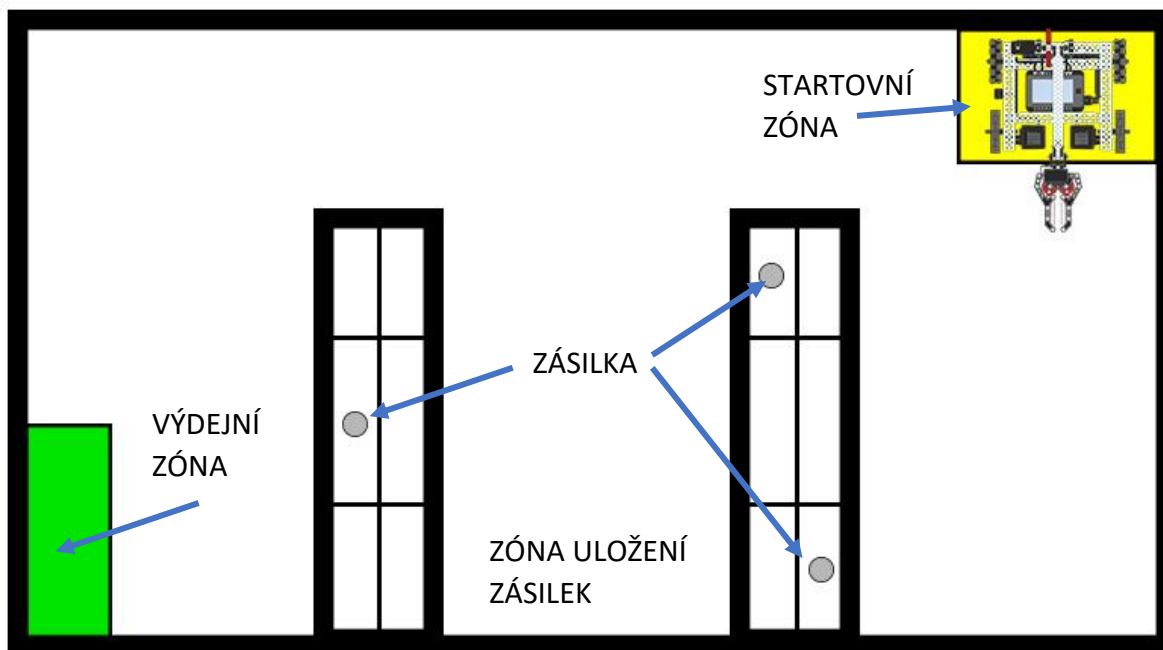 STARTOVNÍ
ZÓNA
ZÁSILKA
VÝDEJNÍ
ZÓNA
ZÓNA ULOŽENÍ
ZÁSILEK